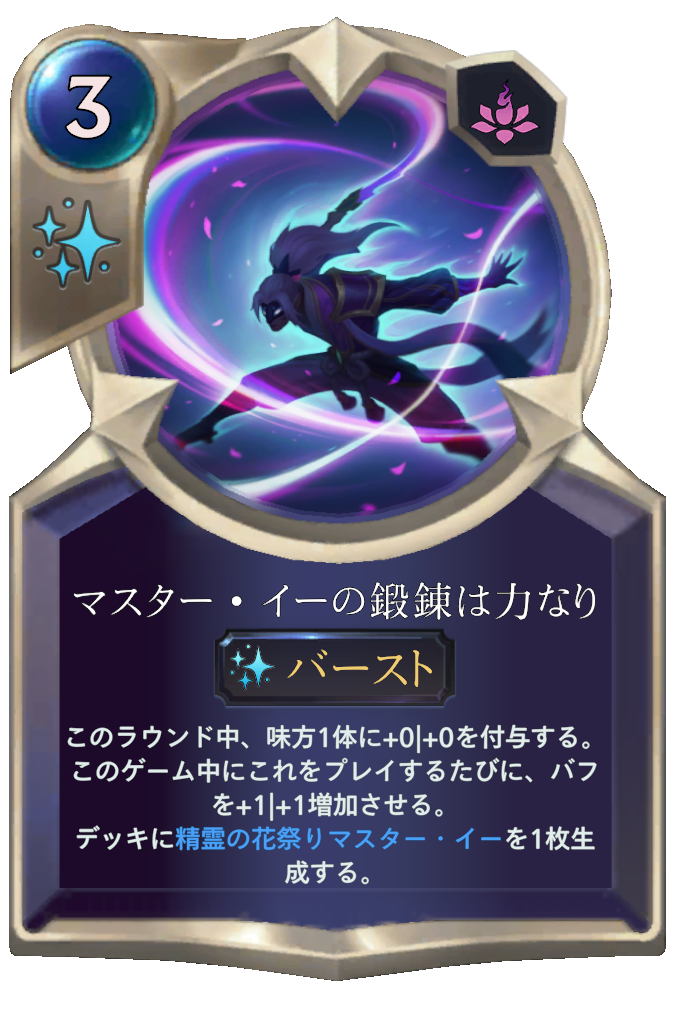 3
マスター・イーの鍛錬は力なり
バースト
このラウンド中、味方1体に+0|+0を付与する。
このゲーム中にこれをプレイするたびに、バフ
を+1|+1増加させる。
デッキに精霊の花祭りマスター・イーを1枚生
成する。